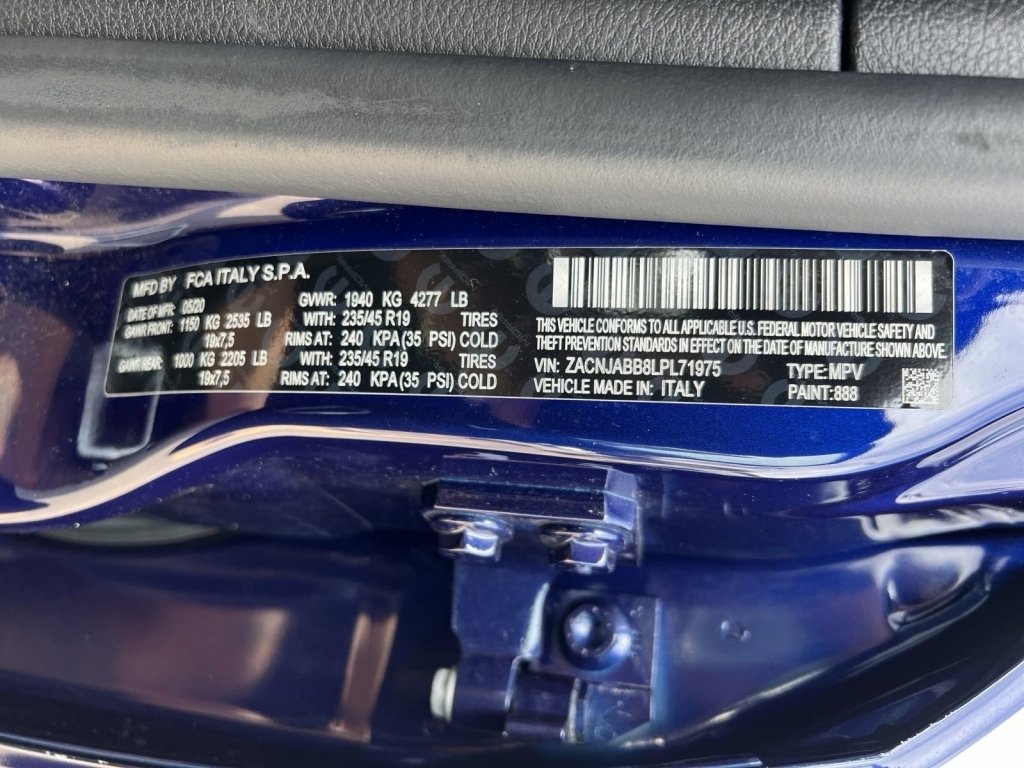 MFD BY FCA ITALY S.P.A.
DATE OF MFR: 05/20 GVWR: 1940 KG 4277 LB
GAWR FRONT: 1150 KG 2535 LB WITH: 235/45 R19 TIRES
19x7,5 RIMS AT: 240 KPA(35 PSI) COLD
GAWR REAR: 1000 KG 2205 LB WITH: 235/45 R19 TIRES
19x7,5 RIMS AT: 240 KPA(35 PSI) COLD
THIS VEHICLE CONFORMS TO ALL APPLICABLE U.S. FEDERAL MOTOR VEHICLE SAFETY AND
THEFT PREVENTION STANDARDS IN EFFECT ON THE DATE OF MANUFACTURE SHOWN ABOVE.
VIN: ZACNJABB8LPL71975 TYPE: MPV
VEHICLE MADE IN: ITALY PAINT:888